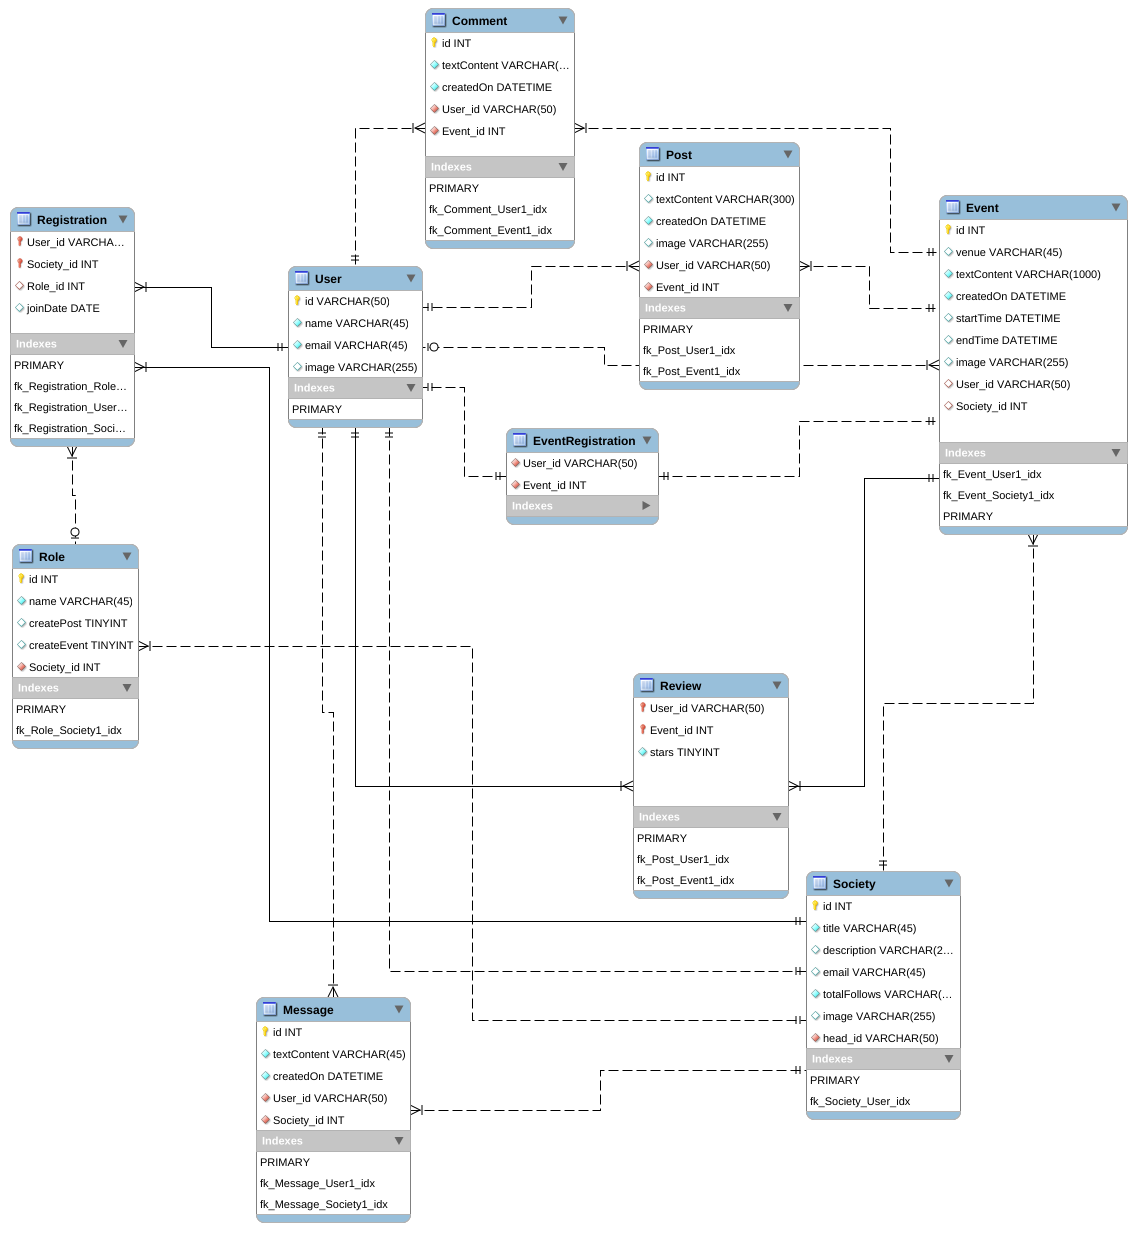 Comment
id INT
textContent VARCHAR(...
createdOn DATETIME
User_id VARCHAR(50)
Event_id INT
Indexes
PRIMARY
fk_Comment_User1_idx
fk_Comment_Event1_idx
Post
id INT
textContent VARCHAR(300)
createdOn DATETIME
image VARCHAR(255)
User_id VARCHAR(50)
Event_id INT
Indexes
PRIMARY
fk_Post_User1_idx
fk_Post_Event1_idx
Event
id INT
venue VARCHAR(45)
textContent VARCHAR(1000)
createdOn DATETIME
startTime DATETIME
endTime DATETIME
image VARCHAR(255)
User_id VARCHAR(50)
Society_id INT
Indexes
fk_Event_User1_idx
fk_Event_Society1_idx
PRIMARY
Registration
User_id VARCHA...
Society_id INT
Role_id INT
joinDate DATE
Indexes
PRIMARY
fk_Registration_Role...
fk_Registration_User...
fk_Registration_Soci...
User
id VARCHAR(50)
name VARCHAR(45)
email VARCHAR(45)
image VARCHAR(255)
Indexes
PRIMARY
EventRegistration
User_id VARCHAR(50)
Event_id INT
Indexes
Role
id INT
name VARCHAR(45)
createPost TINYINT
createEvent TINYINT
Society_id INT
Indexes
PRIMARY
fk_Role_Society1_idx
Review
User_id VARCHAR(50)
Event_id INT
stars TINYINT
Indexes
PRIMARY
fk_Post_User1_idx
fk_Post_Event1_idx
Society
id INT
title VARCHAR(45)
description VARCHAR(2...
email VARCHAR(45)
totalFollows VARCHAR(...
image VARCHAR(255)
head_id VARCHAR(50)
Indexes
PRIMARY
fk_Society_User_idx
Message
id INT
textContent VARCHAR(45)
createdOn DATETIME
User_id VARCHAR(50)
Society_id INT
Indexes
PRIMARY
fk_Message_User1_idx
fk_Message_Society1_idx